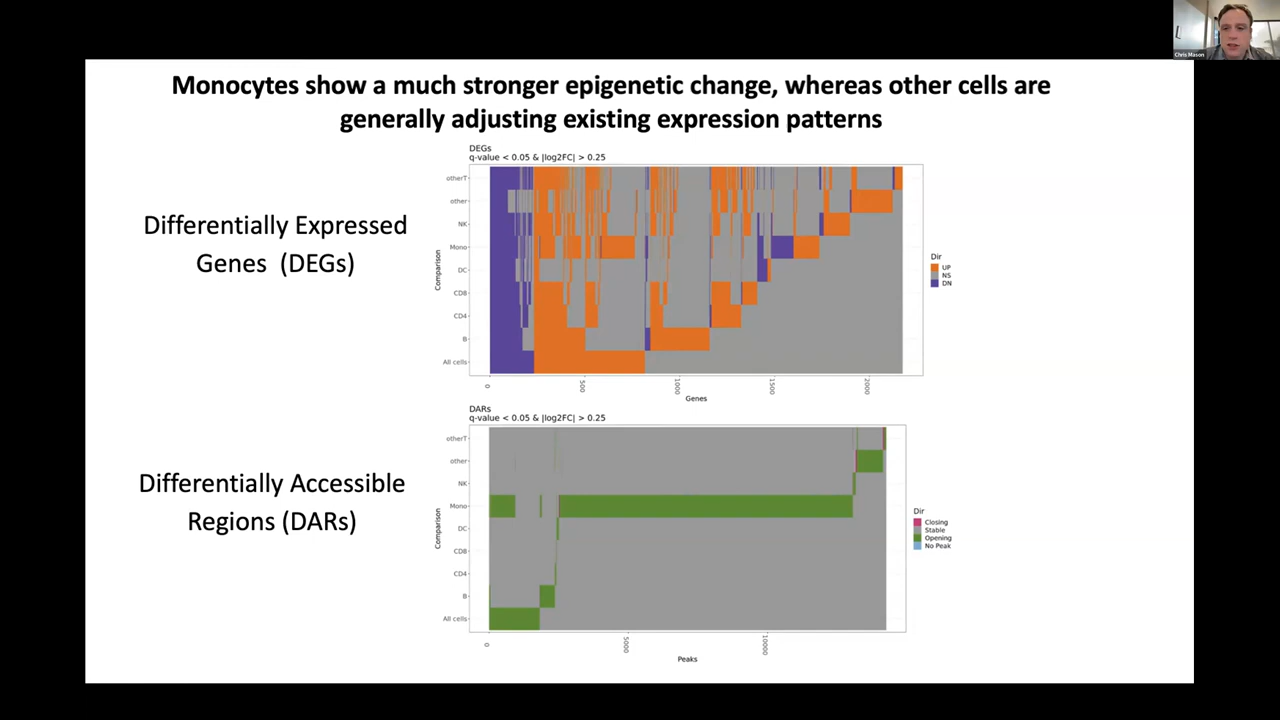 Chris Mason
Monocytes show a much stronger epigenetic change, whereas other cells are
generally adjusting existing expression patterns
Differentially Expressed
Genes (DEGs)
DEGs
q-value < 0.05 & |log2FC| > 0.25
Comparison
otherT
other
NK
Mono
DC
CD8
CD4
B
All cells
0
500
1000
1500
2000
Genes
Dir
UP
NS
DN
Differentially Accessible
Regions (DARs)
DARs
q-value < 0.05 & |log2FC| > 0.25
Comparison
otherT
other
NK
Mono
DC
CD8
CD4
B
All cells
0
5000
10000
Peaks
Dir
Closing
Stable
Opening
No Peak